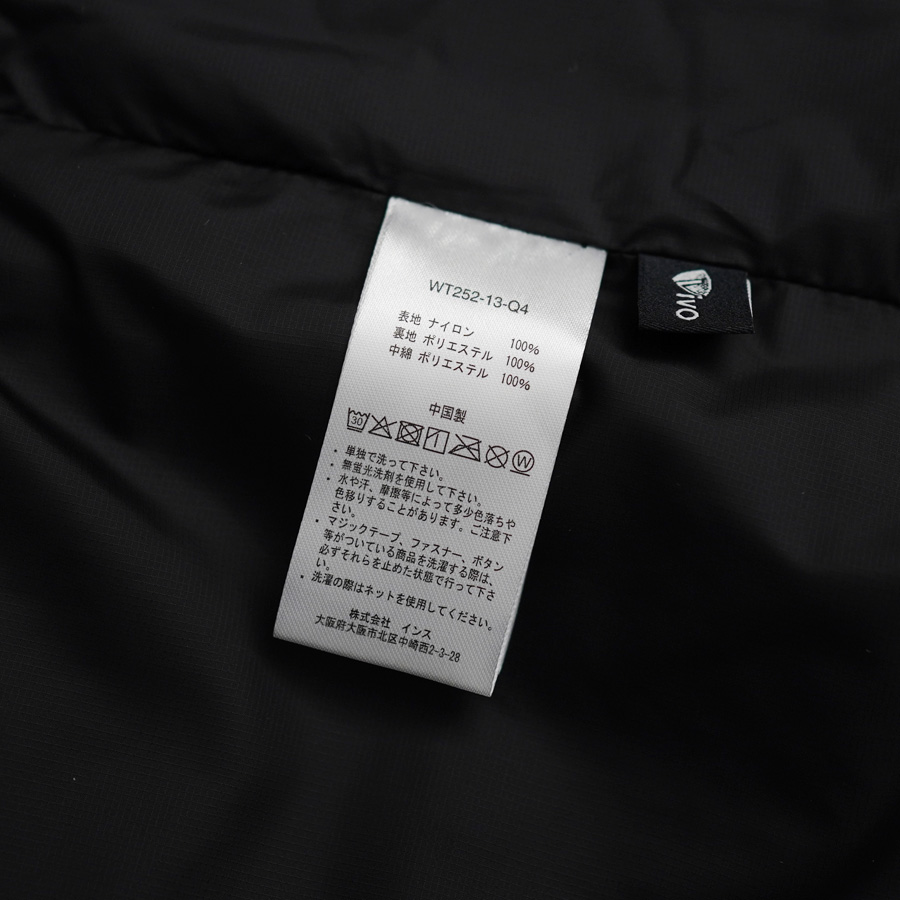 WT252-13-Q4
表地 ナイロン 100%
裏地 ポリエステル 100%
中綿 ポリエステル 100%
中国製
30 W
・単独で洗って下さい。
・無蛍光洗剤を使用して下さい。
・水や汗、摩擦等によって多少色落ちや
色移りすることがあります。ご注意下
さい。
・マジックテープ、ファスナー、ボタン
等がついている商品を洗濯する際は、
必ずそれらを止めた状態で行って下さ
い。
・洗濯の際はネットを使用してください。
株式会社 インス
大阪府大阪市北区中崎西2-3-28
Vivo